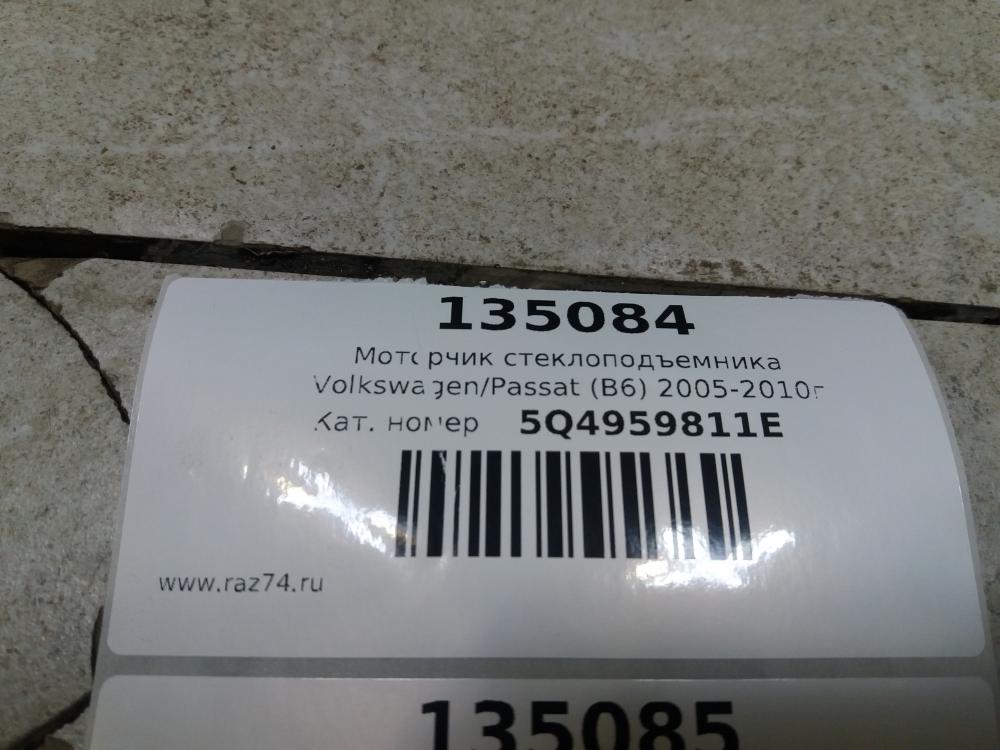 135084
Моторчик стеклоподъемника
Volkswagen/Passat (B6) 2005-2010г
Кат. номер 5Q4959811E
www.raz74.ru
135085